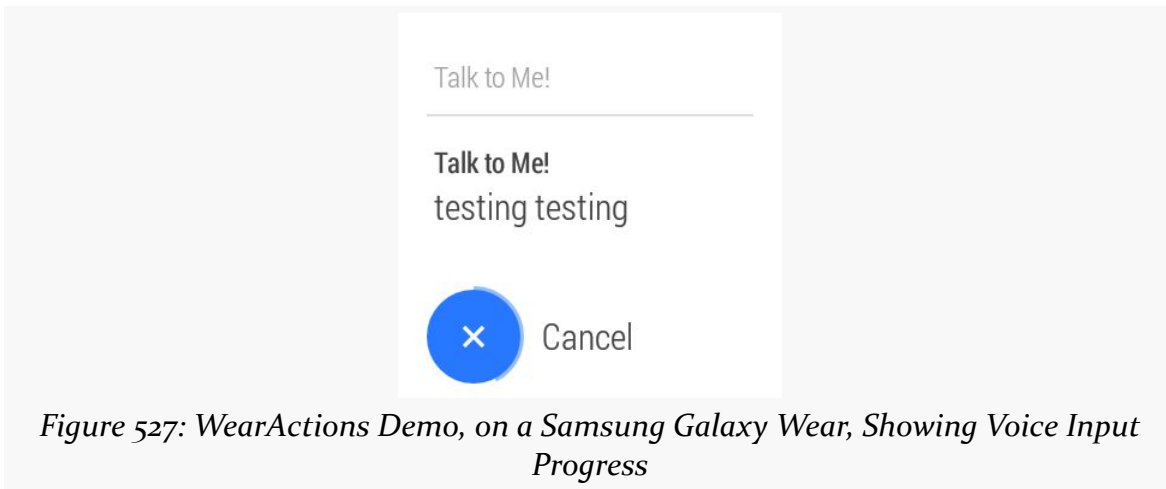 Talk to Me!
Talk to Me!
testing testing
Cancel
Figure 527: WearActions Demo, on a Samsung Galaxy Wear, Showing Voice Input
Progress